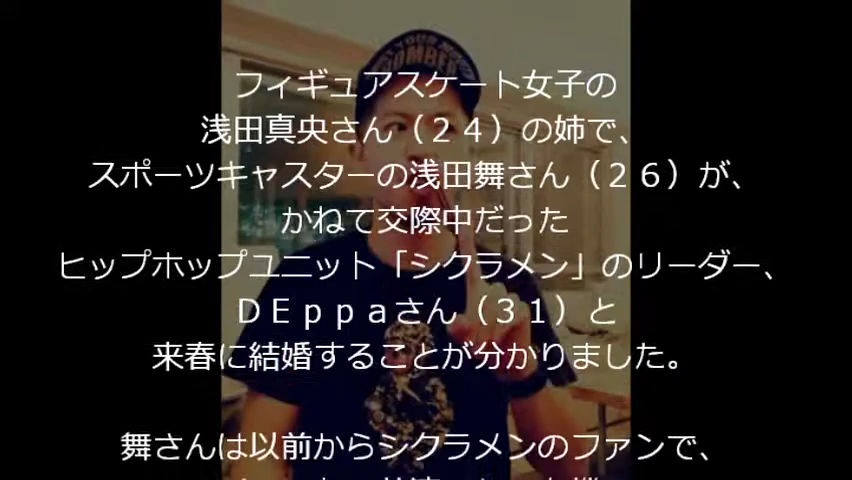 フィギュアスケート女子の
浅田真央さん（２４）の姉で、
スポーツキャスターの浅田舞さん（２６）が、
かねて交際中だった
ヒップホップユニット「シクラメン」のリーダー、
ＤＥｐｐａさん（３１）と
来春に結婚することが分かりました。
舞さんは以前からシクラメンのファンで、